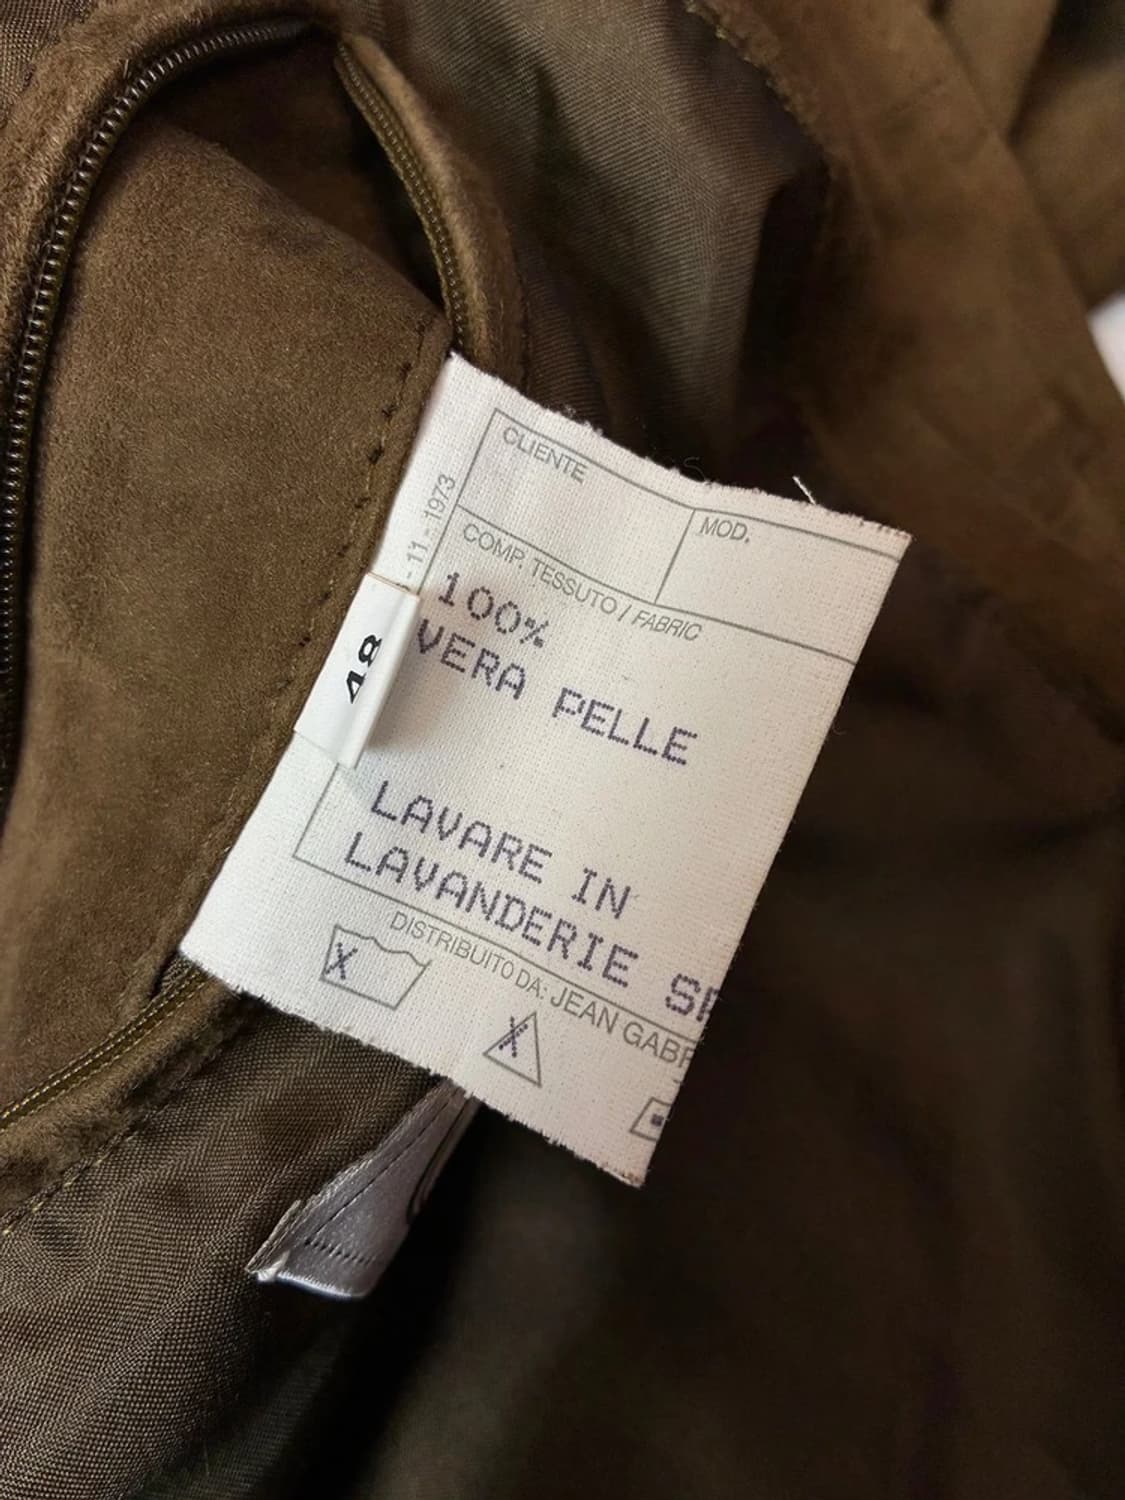 CLIENTE
MOD.
- 11 - 1973
COMP. TESSUTO / FABRIC
100%
VERA PELLE
48
LAVARE IN
LAVANDERIE
DISTRIBUITO DA: JEAN
X
X